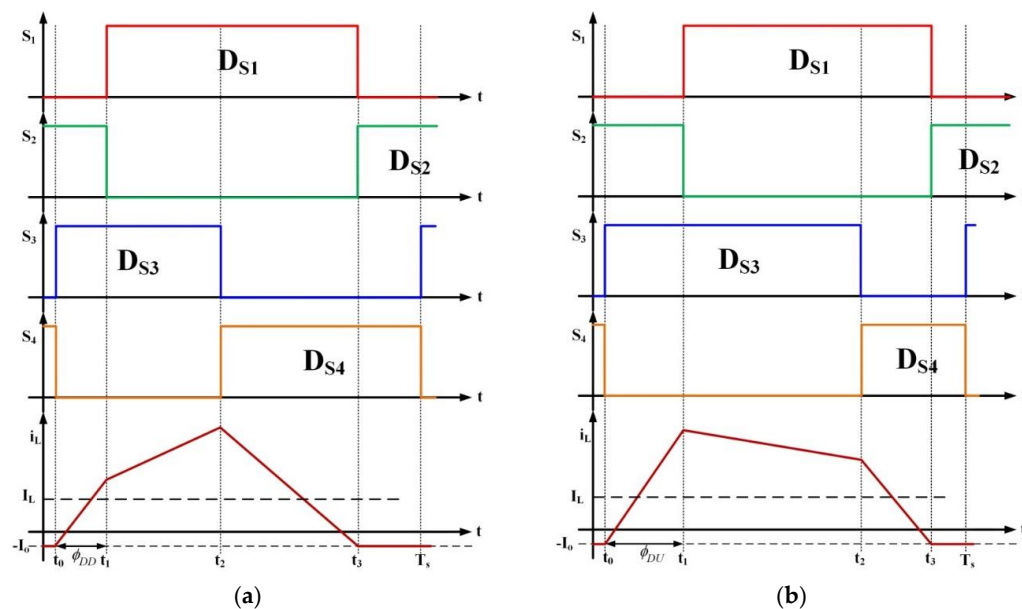 S1
DS1
t
S2
DS2
t
S3
DS3
t
S4
DS4
t
iL
IL
t
-Io
t0
ϕDD
t1
t2
t3
Ts
(a)
S1
DS1
t
S2
DS2
S3
DS3
S4
DS4
iL
IL
-Io
t0
ϕDU
t1
t2
t3
Ts
(b)